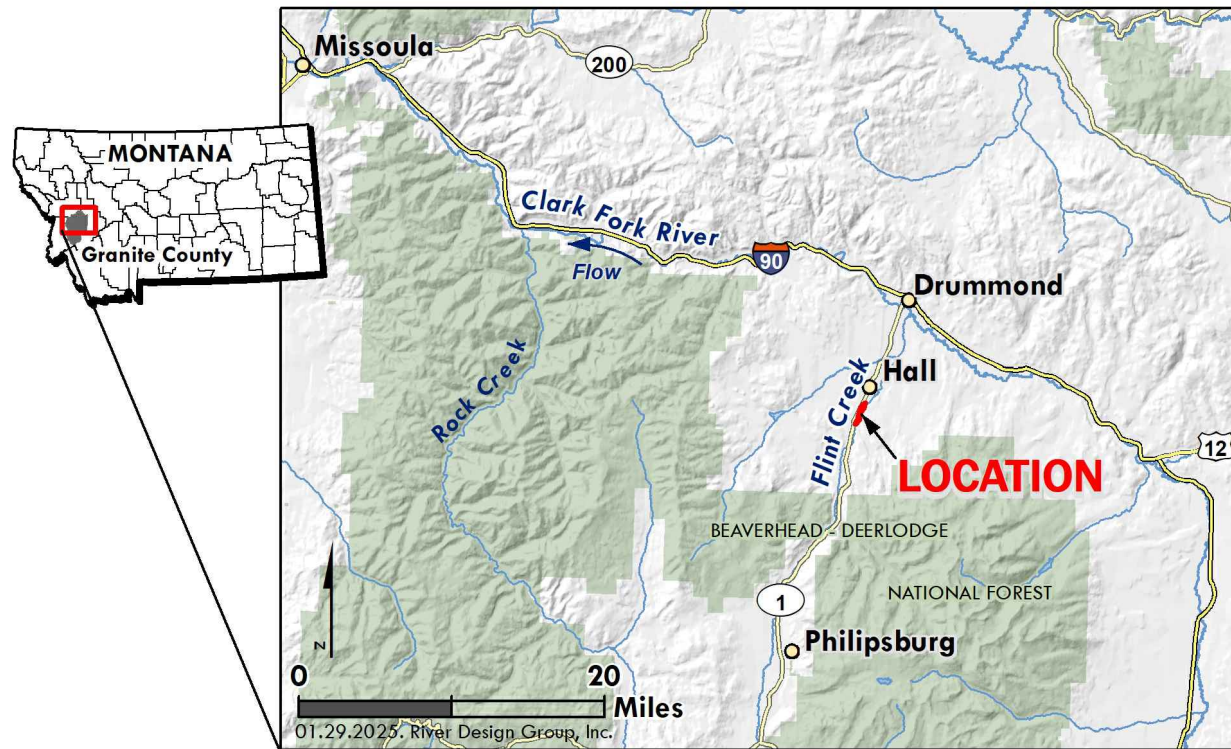 Missoula
200
MONTANA
Granite County
Clark Fork River
Flow
90
Drummond
Hall
Flint Creek
Rock Creek
LOCATION
12
BEAVERHEAD - DEERLODGE
NATIONAL FOREST
1
Philipsburg
N
0 20
Miles
01.29.2025. River Design Group, Inc.